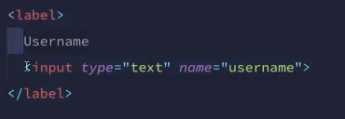 <label>
Username
<input type="text" name="username">
</label>